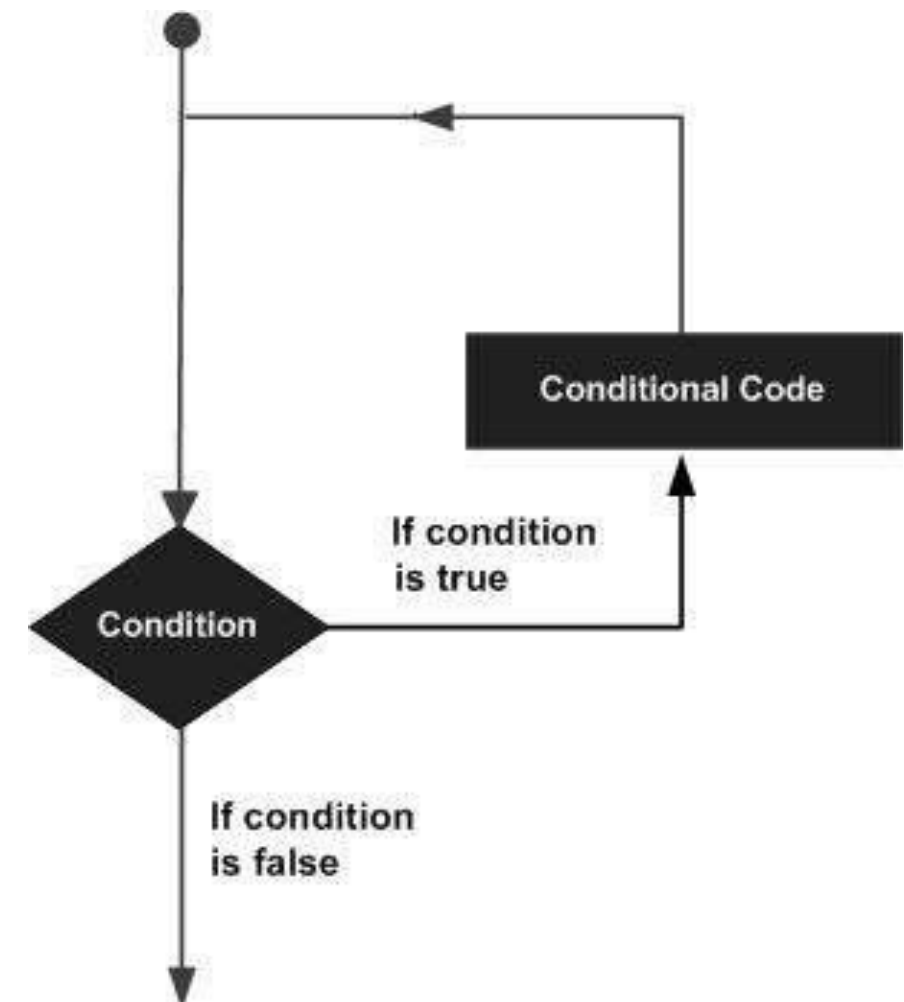 Conditional Code
If condition
is true
Condition
If condition
is false